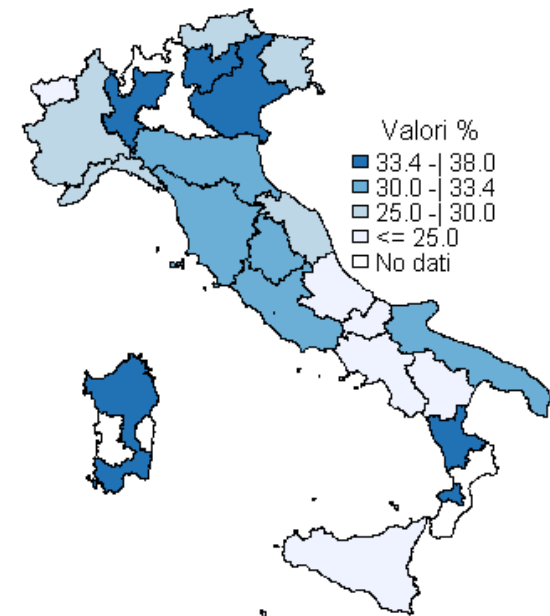 Valori %
33.4 -| 38.0
30.0 -| 33.4
25.0 -| 30.0
<= 25.0
No dati